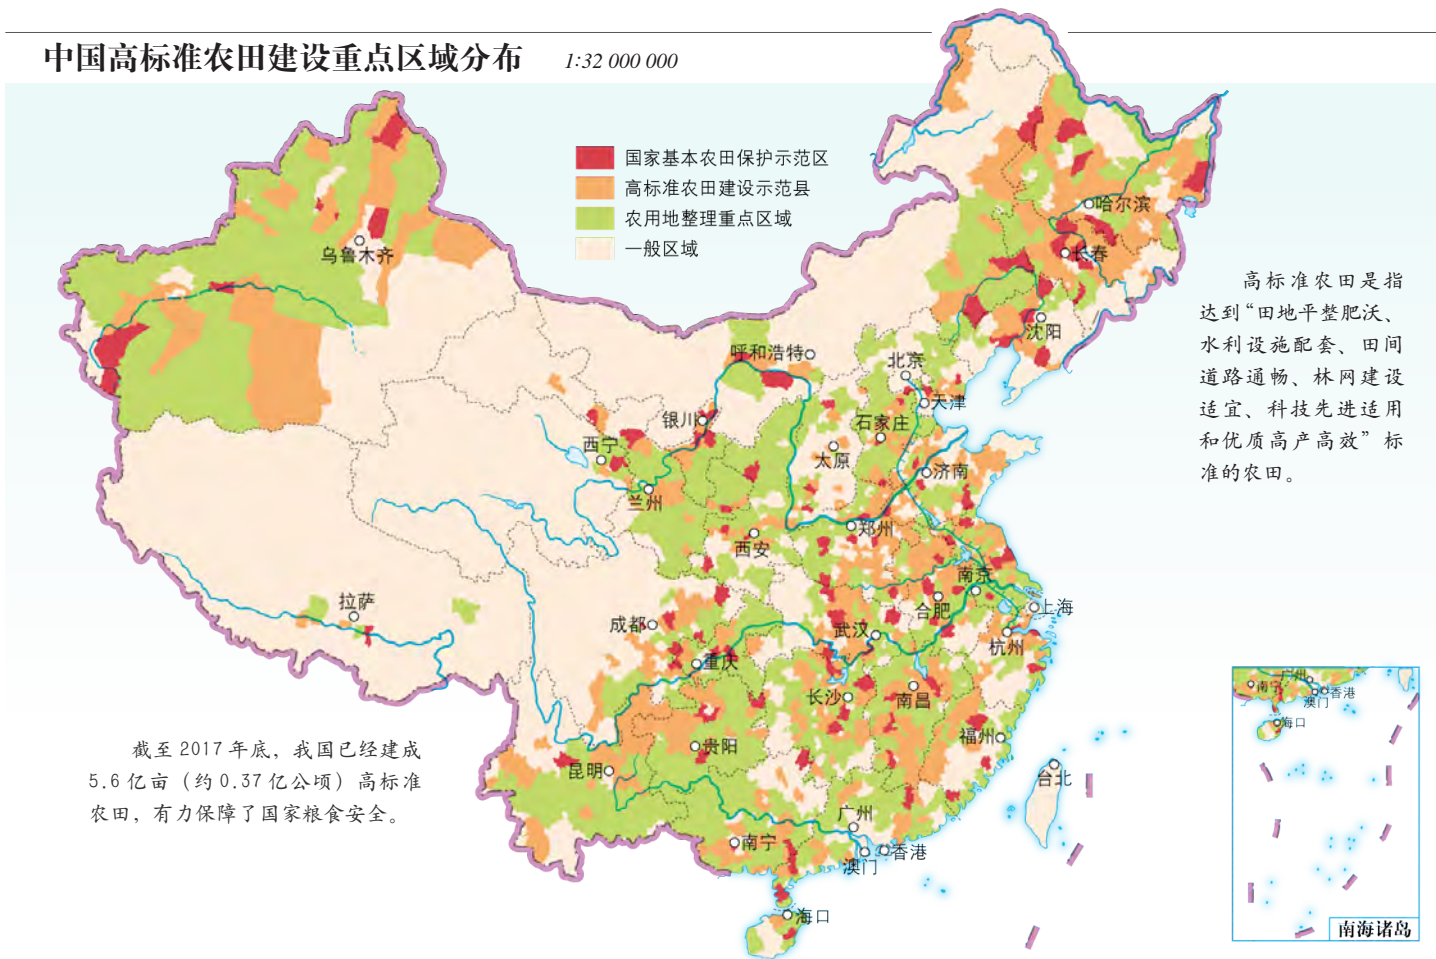 中国高标准农田建设重点区域分布 1:32 000 000
国家基本农田保护示范区
高标准农田建设示范县
农用地整理重点区域
一般区域
哈尔滨
乌鲁木齐
长春
高标准农田是指
达到“田地平整肥沃、
水利设施配套、田间
道路通畅、林网建设
适宜、科技先进适用
和优质高产高效”标
准的农田。
沈阳
呼和浩特
北京
天津
银川
石家庄
西宁
太原
济南
兰州
郑州
西安
南京
拉萨
合肥
上海
成都
武汉
杭州
重庆
长沙
南昌
福州
贵阳
昆明
台北
截至 2017 年底，我国已经建成
5.6 亿亩（约 0.37 亿公顷）高标准
农田，有力保障了国家粮食安全。
广州
南宁
香港
澳门
海口
广州
南宁
香港
澳门
海口
南海诸岛